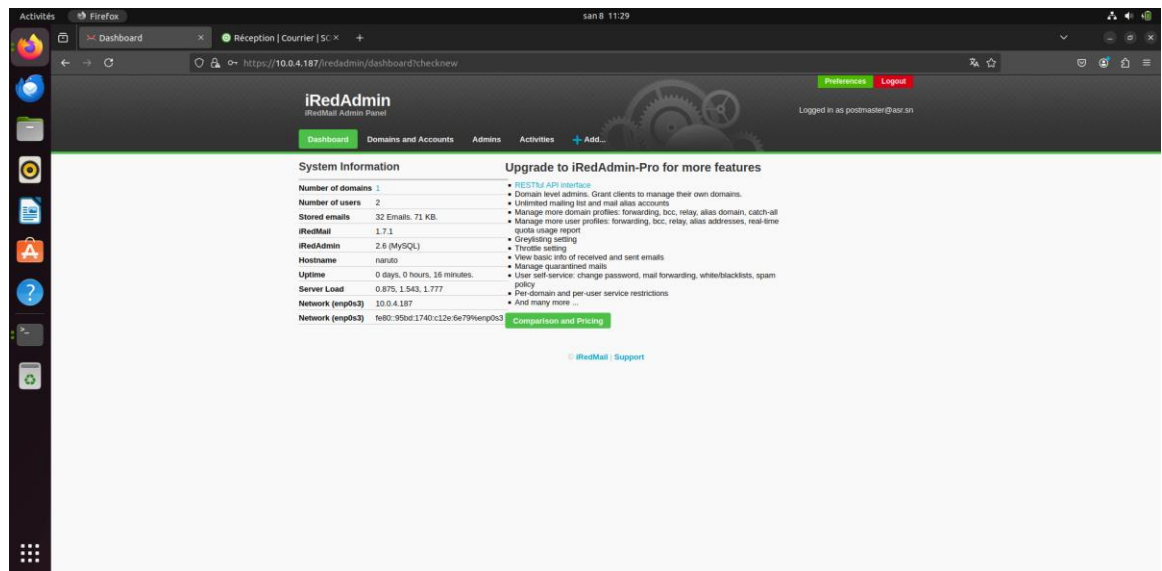 Activités
Firefox
san 8 11:29
Dashboard
Réception | Courrier | SC
https://10.0.4.187/iredadmin/dashboard?checknew
Preferences
Logout
iRedAdmin
iRedMail Admin Panel
Logged in as postmaster@asr.sn
Dashboard
Domains and Accounts
Admins
Activities
Add...
System Information
Number of domains 1
Number of users 2
Stored emails 32 Emails. 71 KB.
iRedMail 1.7.1
iRedAdmin 2.6 (MySQL)
Hostname naruto
Uptime 0 days, 0 hours, 16 minutes.
Server Load 0.875, 1.543, 1.777
Network (enp0s3) 10.0.4.187
Network (enp0s3) fe80::95bd:1740:c12e:6e79%enp0s3
Upgrade to iRedAdmin-Pro for more features
RESTful API interface
Domain level admins. Grant clients to manage their own domains.
Unlimited mailing list and mail alias accounts
Manage more domain profiles: forwarding, bcc, relay, alias domain, catch-all
Manage more user profiles: forwarding, bcc, relay, alias addresses, real-time
quota usage report
Greylisting setting
Throttle setting
View basic info of received and sent emails
Manage quarantined mails
User self-service: change password, mail forwarding, white/blacklists, spam
policy
Per-domain and per-user service restrictions
And many more ...
Comparison and Pricing
© iRedMail | Support